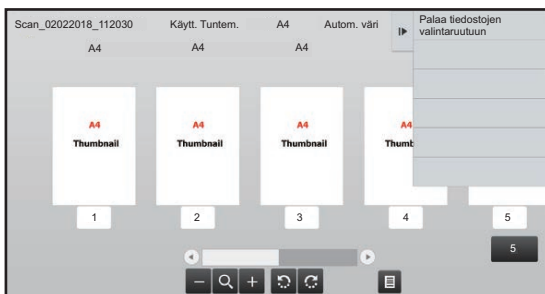 Scan_02022018_112030 Käytt. Tuntem. A4 Autom. väri
Palaa tiedostojen
valintaruutuun
A4 A4 A4
A4 A4 A4 A4
Thumbnail Thumbnail Thumbnail Thumb
1 2 3 4 5
5